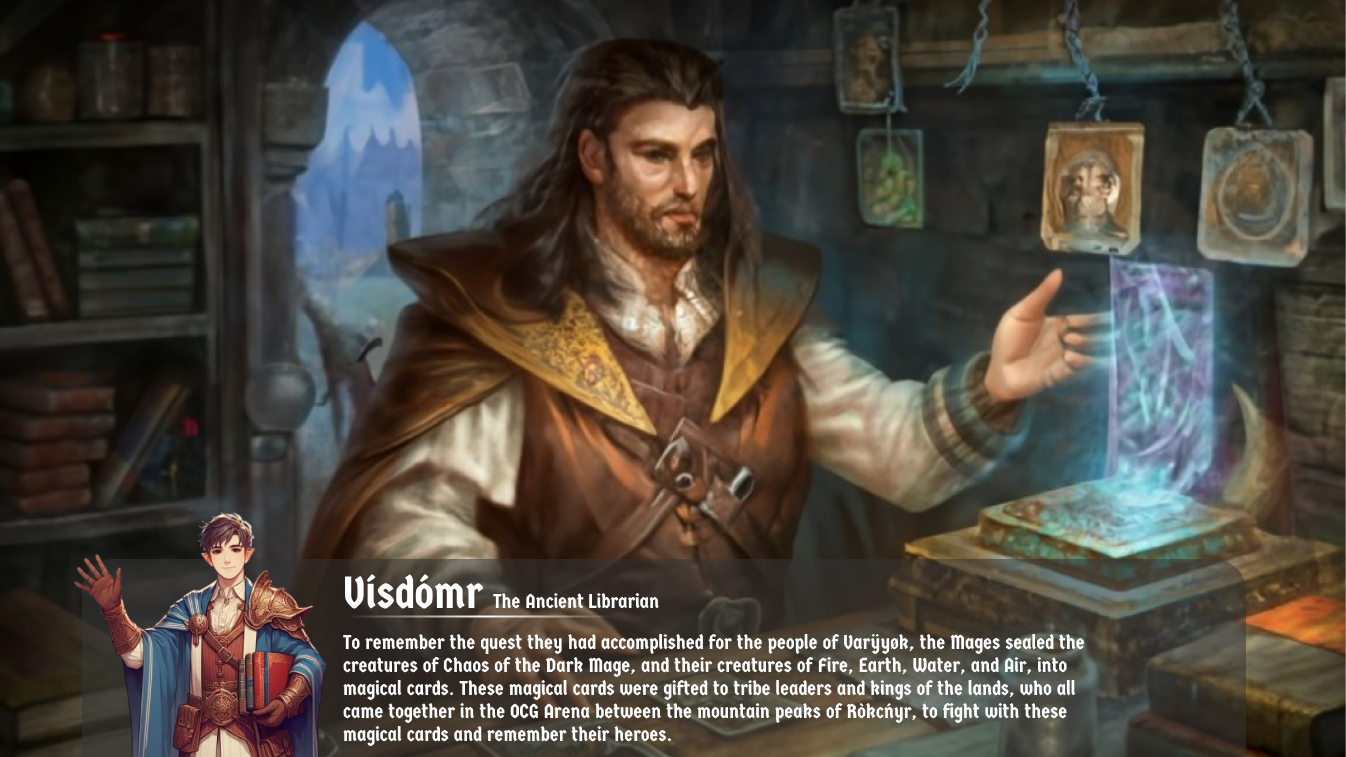 Vísdómr The Ancient Librarian
To remember the quest they had accomplished for the people of Varÿyøk, the Mages sealed the
creatures of Chaos of the Dark Mage, and their creatures of Fire, Earth, Water, and Air, into
magical cards. These magical cards were gifted to tribe leaders and kings of the lands, who all
came together in the OCG Arena between the mountain peaks of Ròkcńyr, to fight with these
magical cards and remember their heroes.